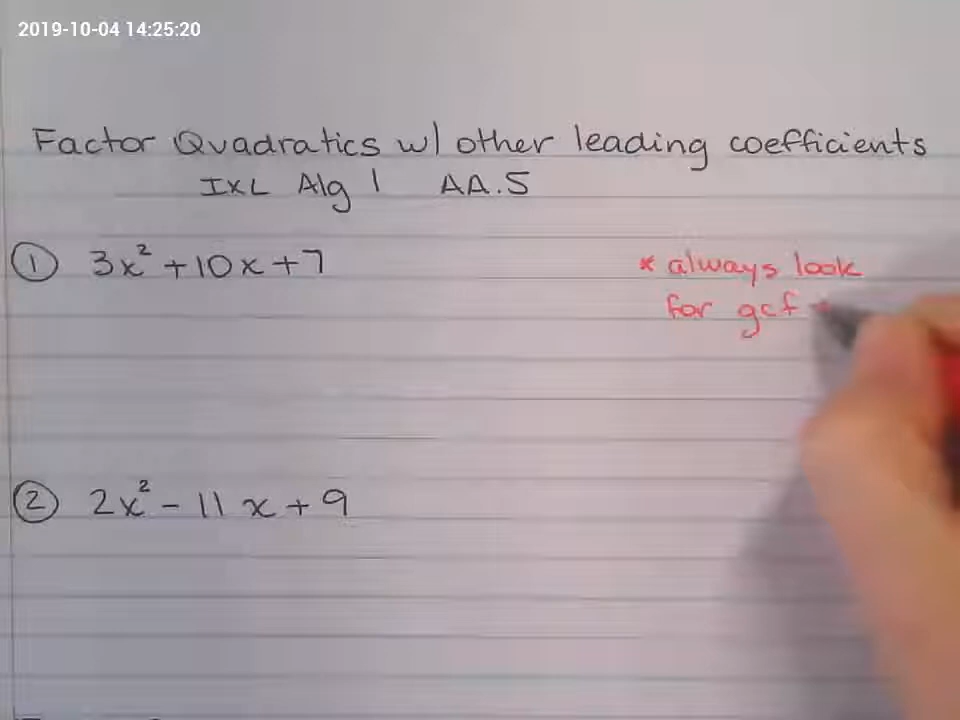 2019-10-04 14:25:20
Factor Quadratics w/ other leading coefficients
IXL Alg 1 AA.5
① 3x² + 10x + 7
* always look
for gcf
② 2x² - 11x + 9